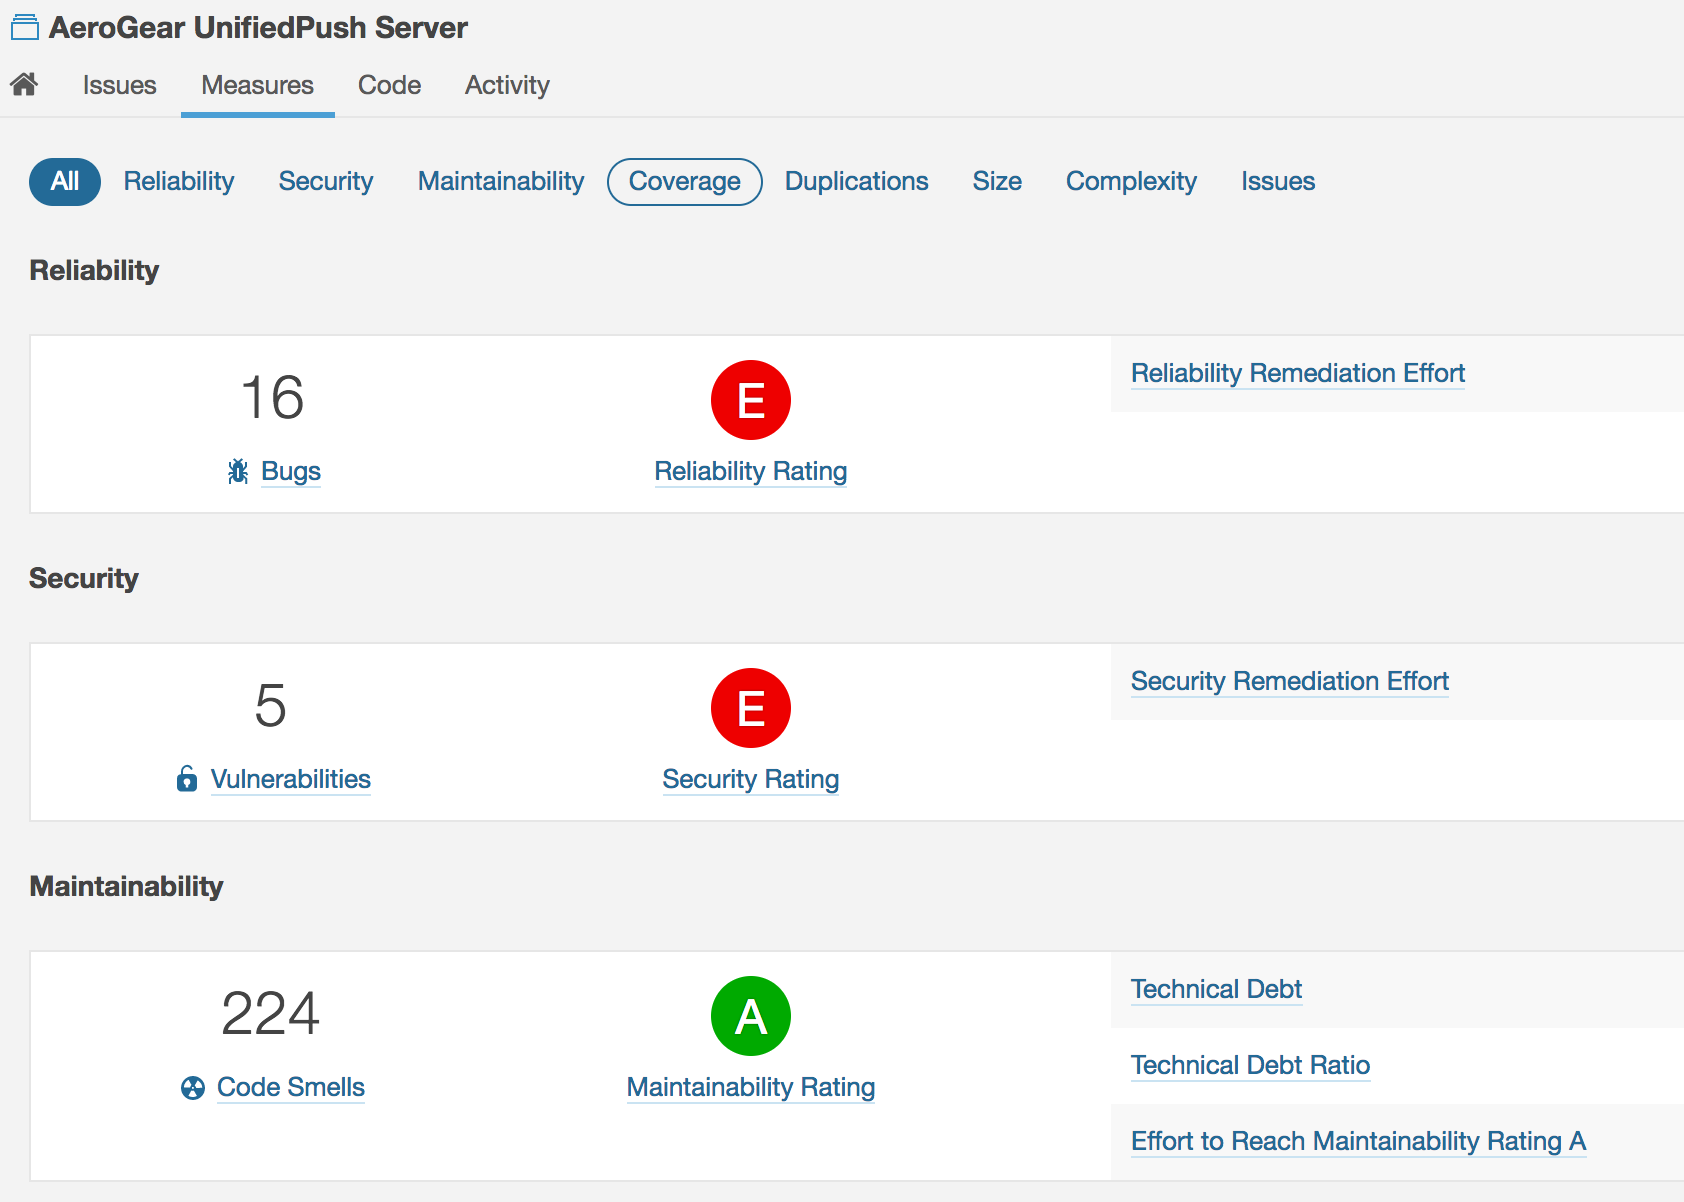 AeroGear UnifiedPush Server
Issues Measures Code Activity
All Reliability Security Maintainability Coverage Duplications Size Complexity Issues
Reliability
16
Bugs
E
Reliability Rating
Reliability Remediation Effort
Security
5
Vulnerabilities
E
Security Rating
Security Remediation Effort
Maintainability
224
Code Smells
A
Maintainability Rating
Technical Debt
Technical Debt Ratio
Effort to Reach Maintainability Rating A